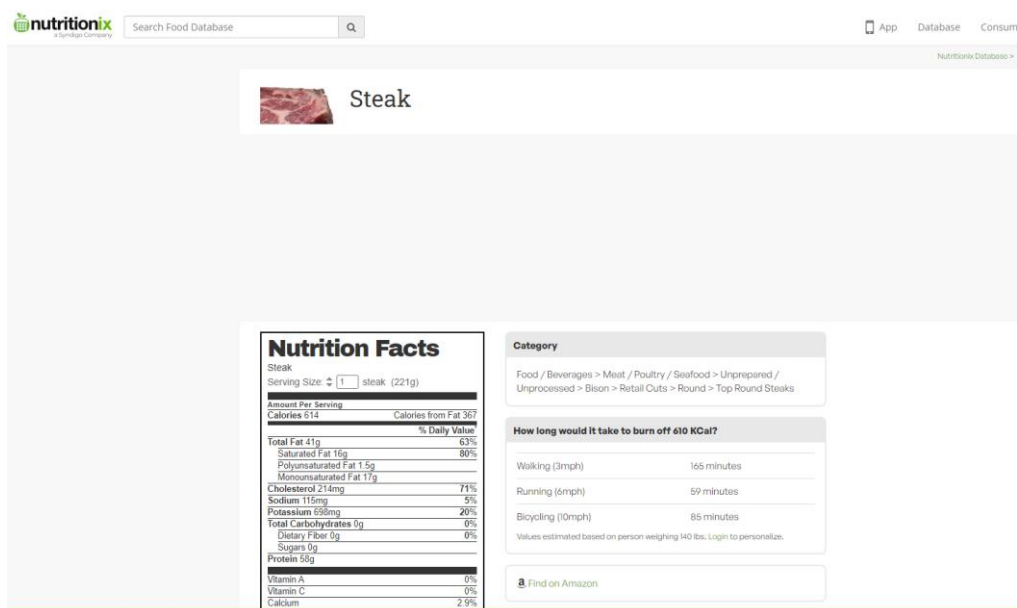 nutritionix
a Syndigo Company
Search Food Database
App Database Consum
Nutritionix Database >
Steak
Nutrition Facts
Steak
Serving Size: 1 steak (221g)
Amount Per Serving
Calories 614 Calories from Fat 367
% Daily Value*
Total Fat 41g 63%
Saturated Fat 16g 80%
Polyunsaturated Fat 1.5g
Monounsaturated Fat 17g
Cholesterol 214mg 71%
Sodium 115mg 5%
Potassium 698mg 20%
Total Carbohydrates 0g 0%
Dietary Fiber 0g 0%
Sugars 0g
Protein 58g
Vitamin A 0%
Vitamin C 0%
Calcium 2.9%
Category
Food / Beverages > Meat / Poultry / Seafood > Unprepared /
Unprocessed > Bison > Retail Cuts > Round > Top Round Steaks
How long would it take to burn off 610 KCal?
Walking (3mph) 165 minutes
Running (6mph) 59 minutes
Bicycling (10mph) 85 minutes
Values estimated based on person weighing 140 lbs. Login to personalize.
a Find on Amazon